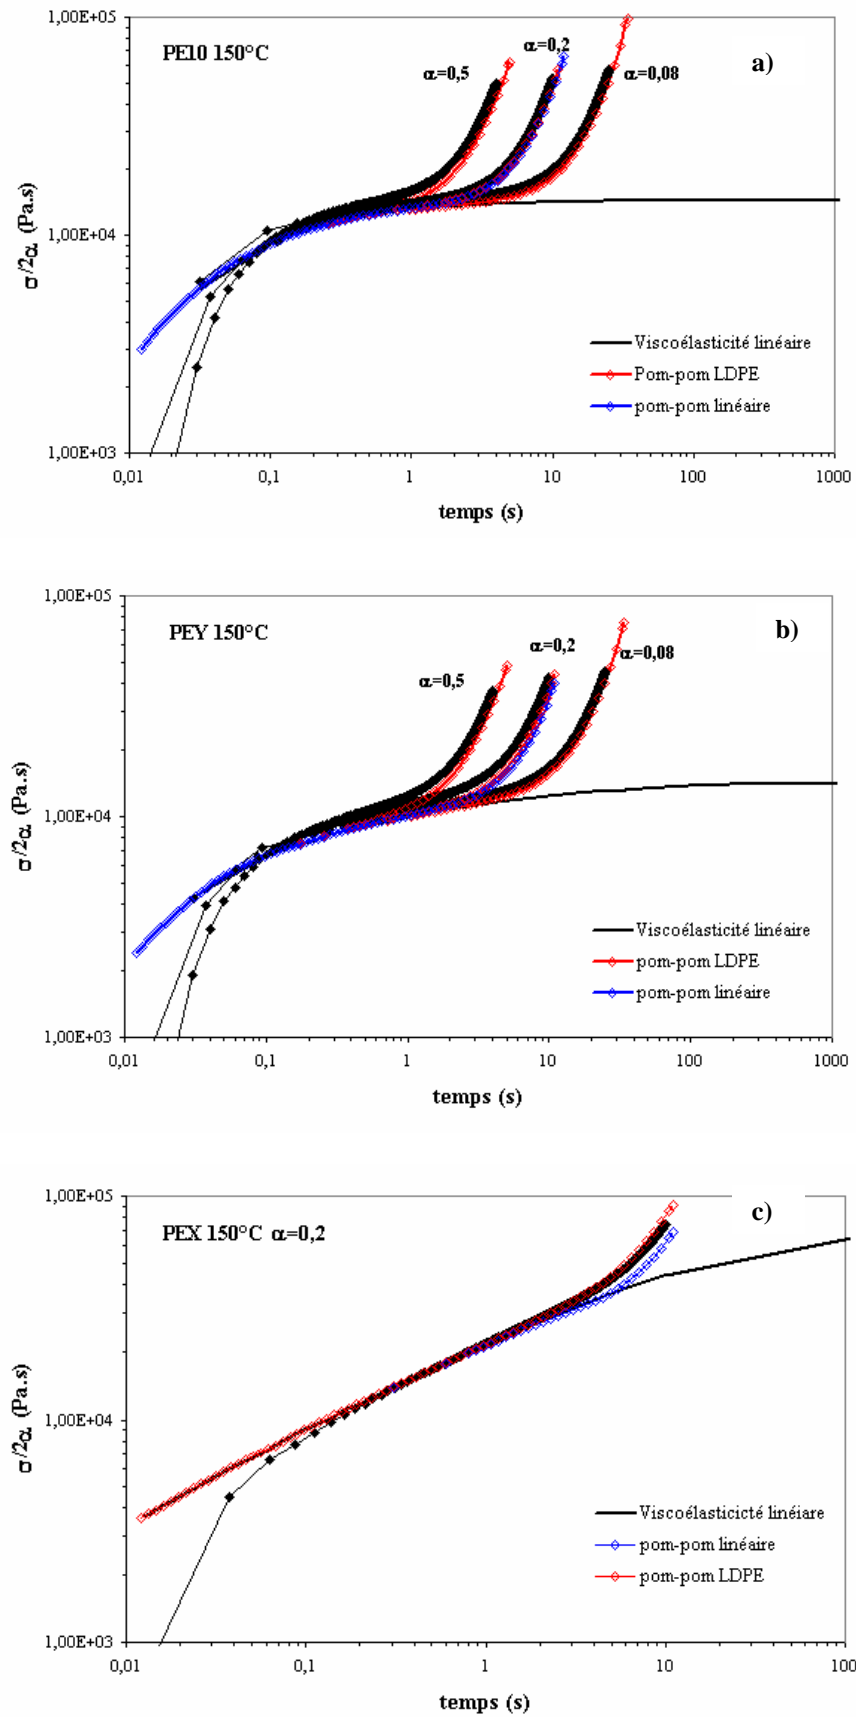 1,00E+05
PE10 150°C
a)
α=0,5
α=0,2
α=0,08
1,00E+04
σ/2α (Pa.s)
Viscoélasticité linéaire
Pom-pom LDPE
pom-pom linéaire
1,00E+03
0,01 0,1 1 10 100 1000
temps (s)
1,00E+05
PEY 150°C
b)
α=0,5
α=0,2
α=0,08
1,00E+04
σ/2α (Pa.s)
Viscoélasticité linéaire
pom-pom LDPE
pom-pom linéaire
1,00E+03
0,01 0,1 1 10 100 1000
temps (s)
1,00E+05
PEX 150°C α=0,2
c)
1,00E+04
σ/2α (Pa.s)
Viscoélasticicté linéiare
pom-pom linéaire
pom-pom LDPE
1,00E+03
0,01 0,1 1 10 100
temps (s)